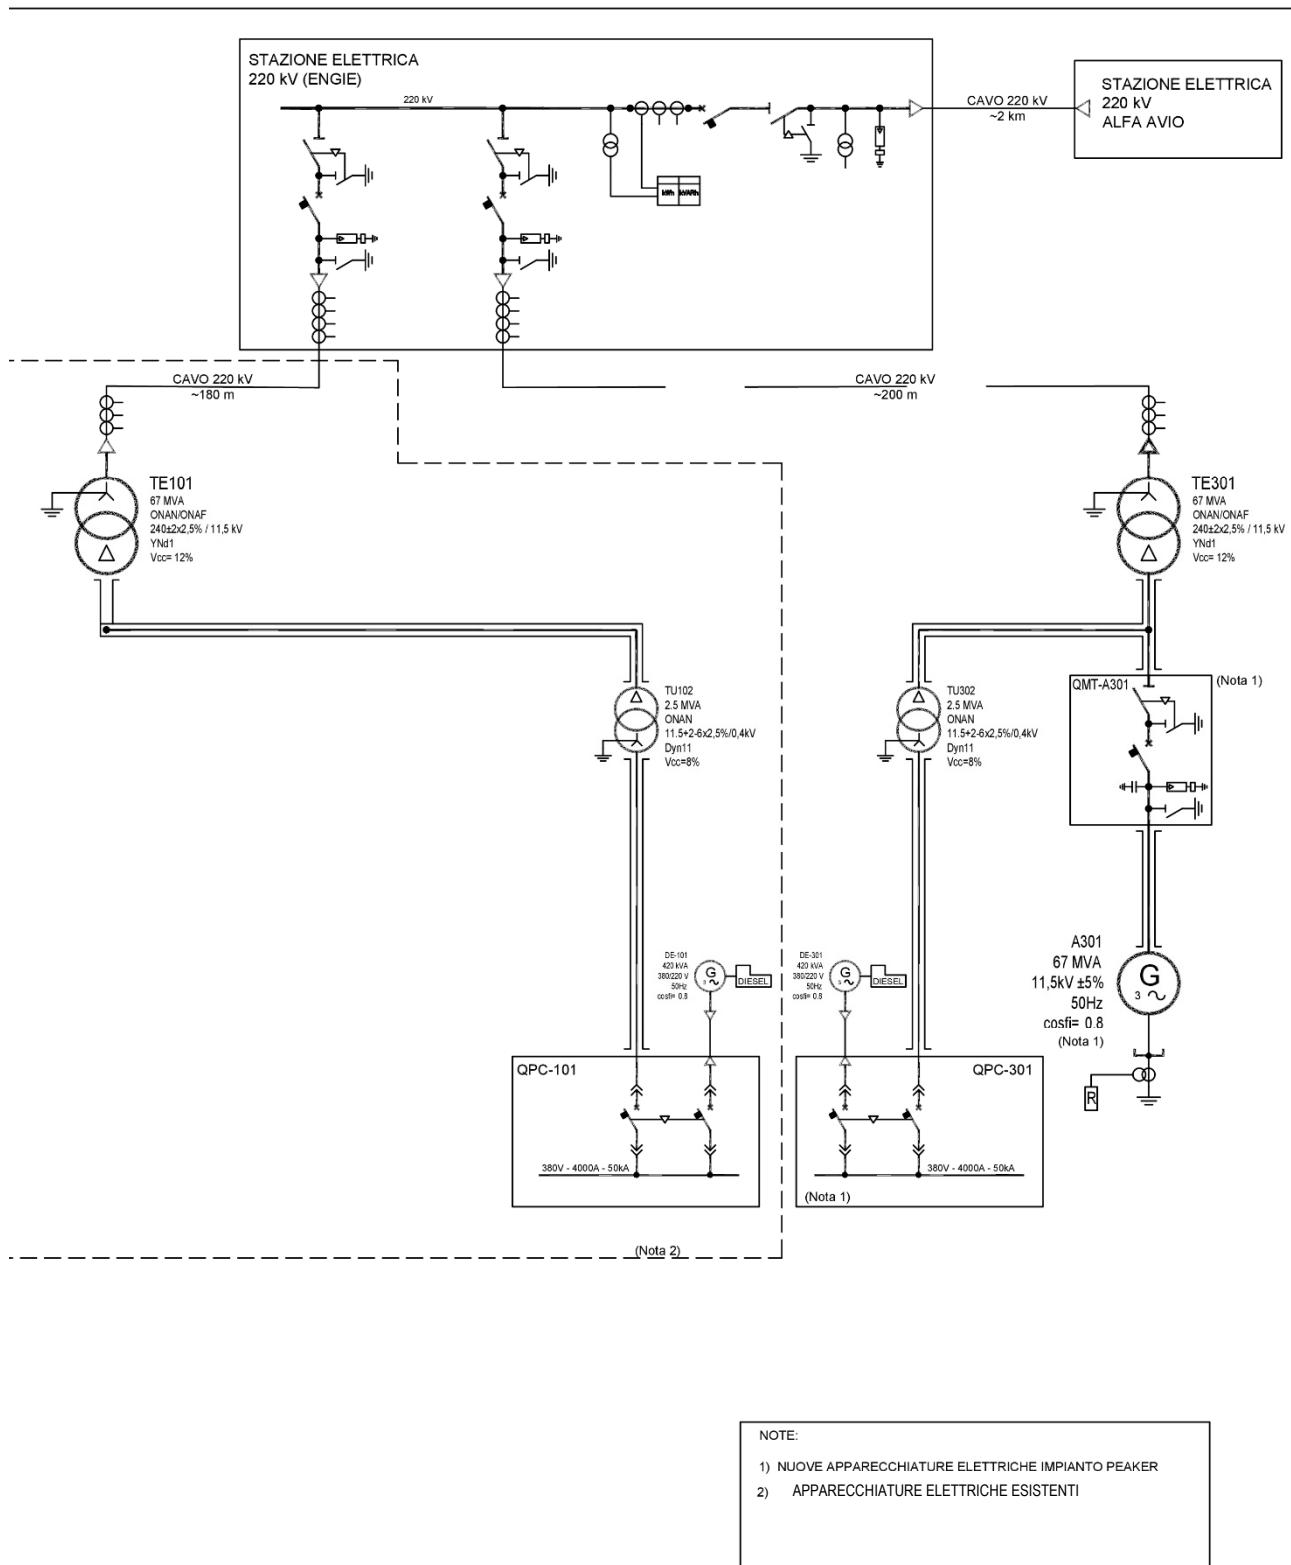 STAZIONE ELETTRICA
220 kV (ENGIE)
220 kV
kWh
kVARh
CAVO 220 kV
~2 km
STAZIONE ELETTRICA
220 kV
ALFA AVIO
CAVO 220 kV
~180 m
CAVO 220 kV
~200 m
TE101
67 MVA
ONAN/ONAF
240±2x2,5% / 11,5 kV
YNd1
Vcc= 12%
TE301
67 MVA
ONAN/ONAF
240±2x2,5% / 11,5 kV
YNd1
Vcc= 12%
TU102
2.5 MVA
ONAN
11.5+2-6x2,5%/0,4kV
Dyn11
Vcc=8%
TU302
2.5 MVA
ONAN
11.5+2-6x2,5%/0,4kV
Dyn11
Vcc=8%
QMT-A301
(Nota 1)
DE-101
420 kVA
380/220 V
50Hz
cosfi= 0.8
G
3
DIESEL
DE-301
420 kVA
380/220 V
50Hz
cosfi= 0.8
G
3
DIESEL
A301
67 MVA
11,5kV ±5%
50Hz
cosfi= 0.8
(Nota 1)
G
3
R
QPC-101
380V - 4000A - 50kA
QPC-301
380V - 4000A - 50kA
(Nota 1)
(Nota 2)
NOTE:
1) NUOVE APPARECCHIATURE ELETTRICHE IMPIANTO PEAKER
2) APPARECCHIATURE ELETTRICHE ESISTENTI